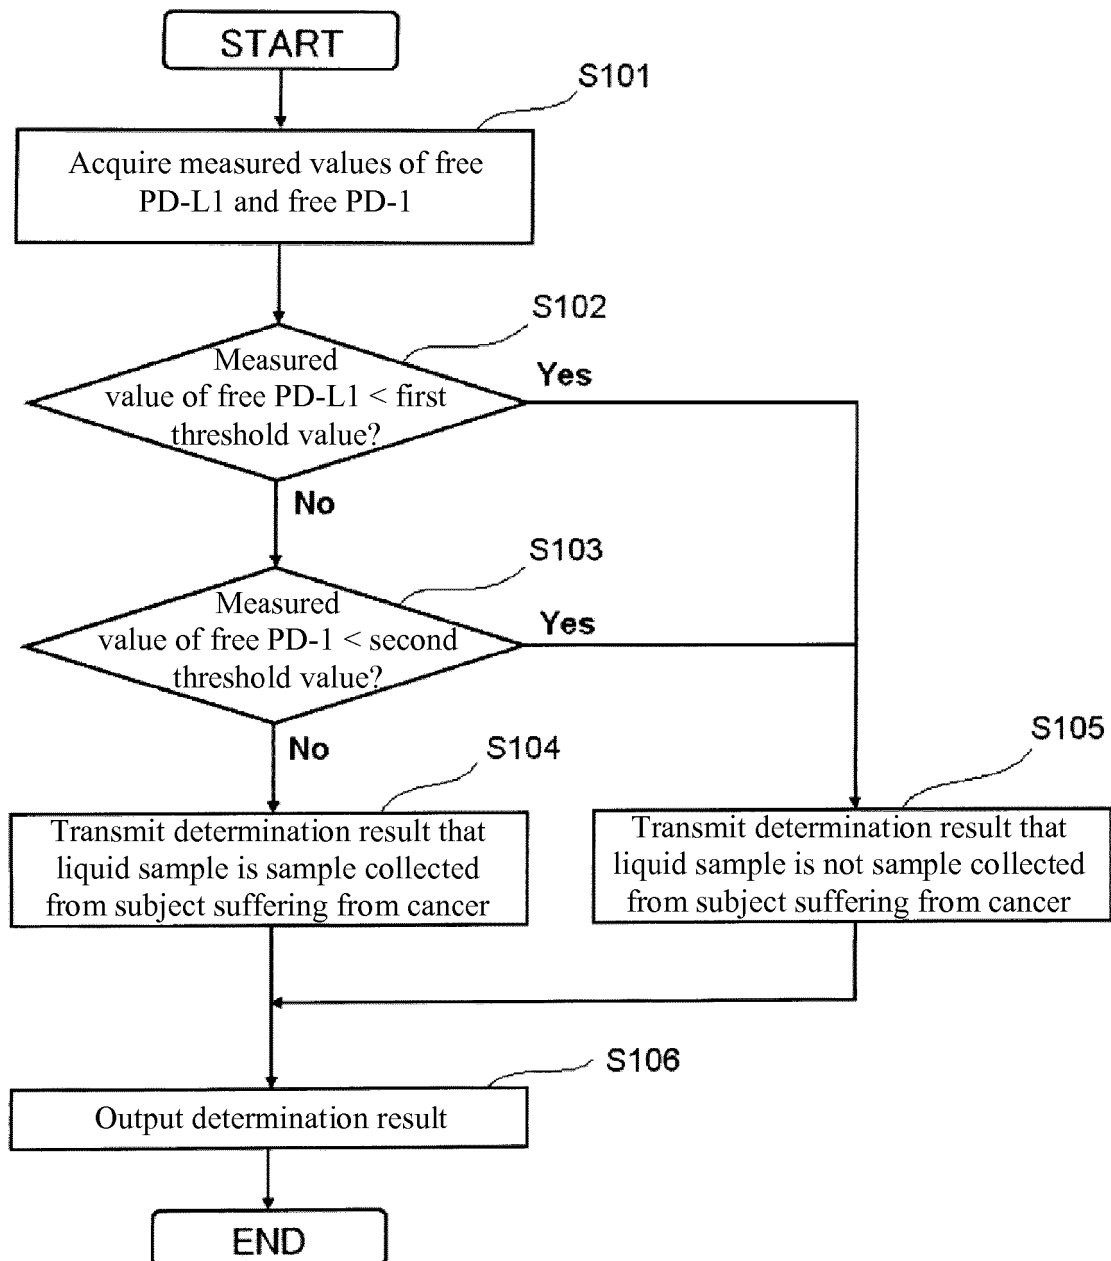 START
S101
Acquire measured values of free
PD-L1 and free PD-1
S102
Measured
value of free PD-L1 < first
threshold value?
Yes
No
S103
Measured
value of free PD-1 < second
threshold value?
Yes
No
S104
Transmit determination result that
liquid sample is sample collected
from subject suffering from cancer
S105
Transmit determination result that
liquid sample is not sample collected
from subject suffering from cancer
S106
Output determination result
END